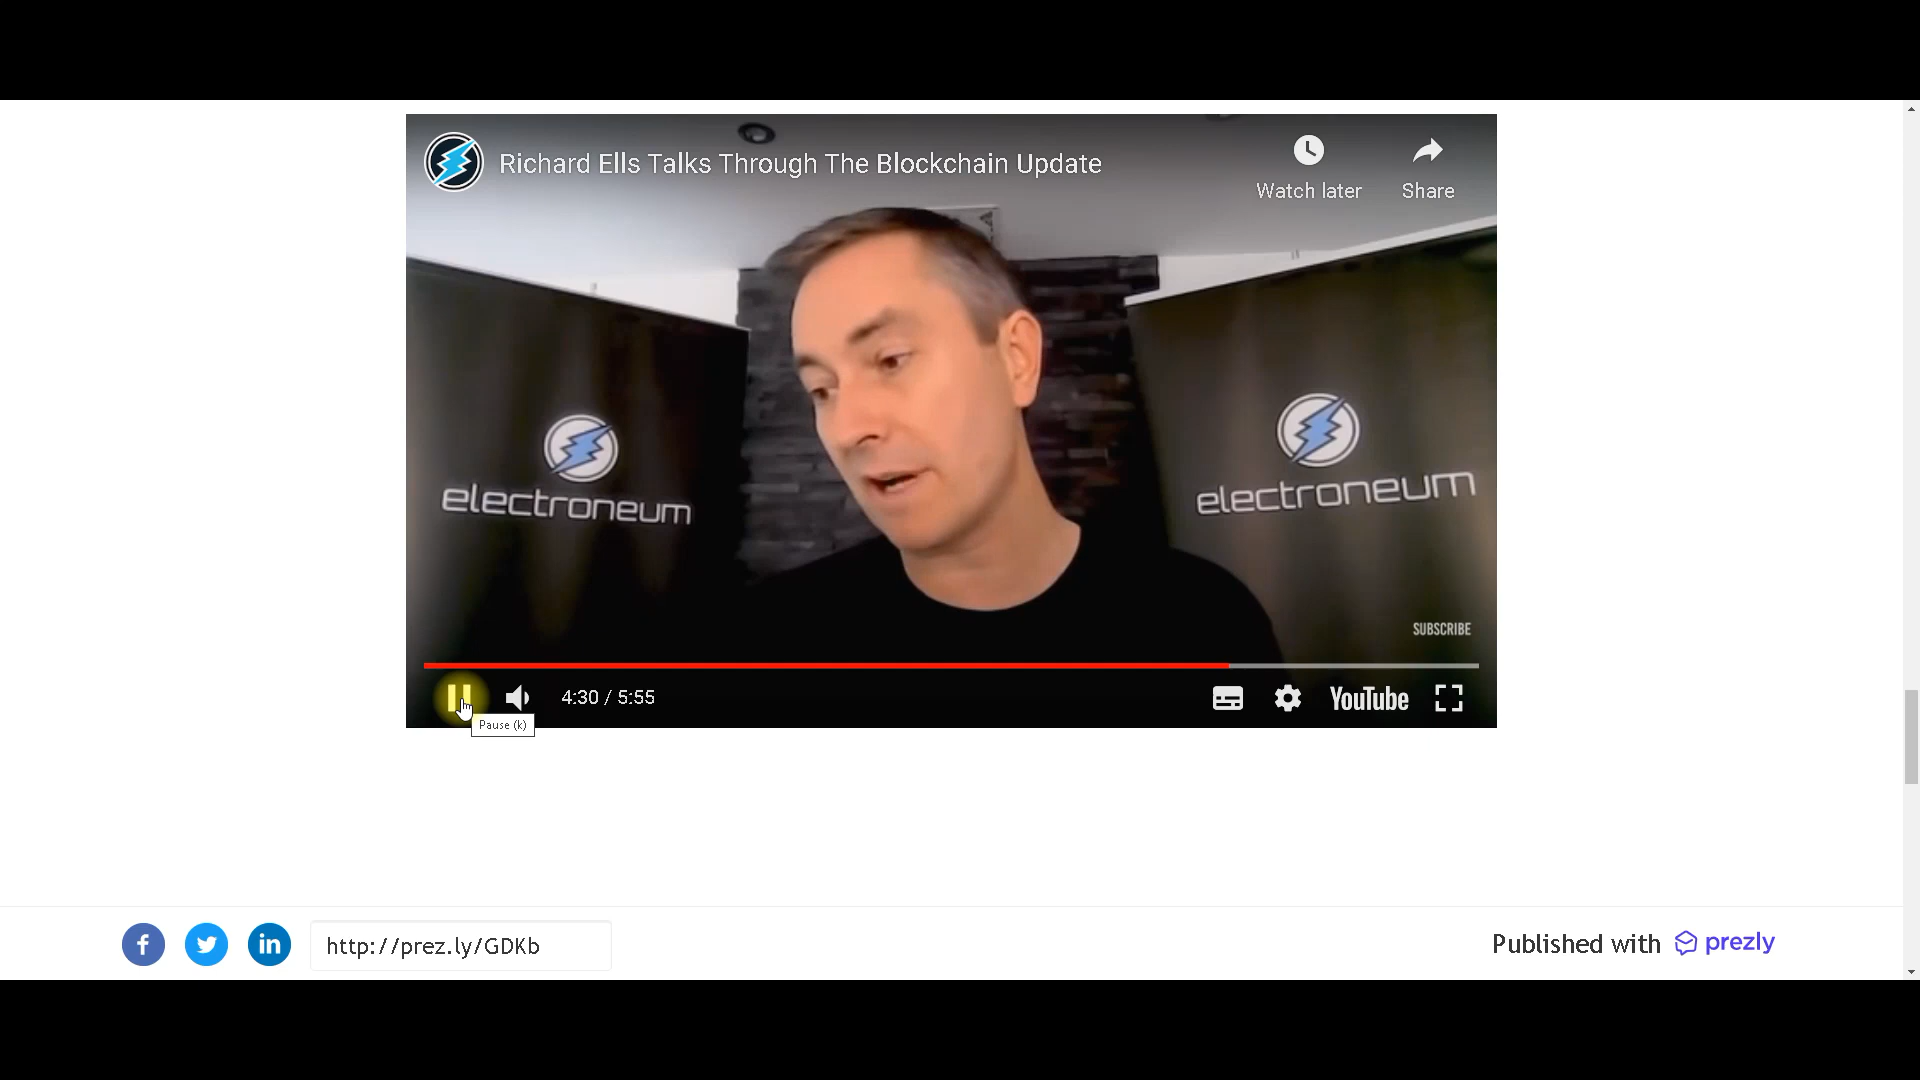 Richard Ells Talks Through The Blockchain Update
Watch later
Share
electroneum
electroneum
SUBSCRIBE
4:30 / 5:55
YouTube
Pause (k)
f
in
http://prez.ly/GDKb
Published with prezly